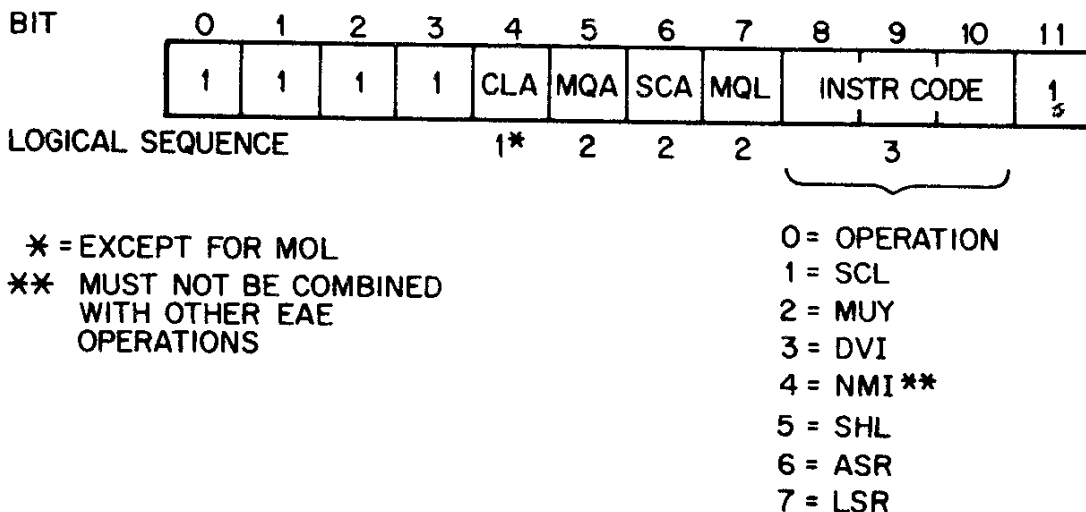 BIT 0 1 2 3 4 5 6 7 8 9 10 11
1 1 1 1 CLA MQA SCA MQL INSTR CODE 1
LOGICAL SEQUENCE 1* 2 2 2 3
* = EXCEPT FOR MOL
** MUST NOT BE COMBINED
WITH OTHER EAE
OPERATIONS
0 = OPERATION
1 = SCL
2 = MUY
3 = DVI
4 = NMI **
5 = SHL
6 = ASR
7 = LSR